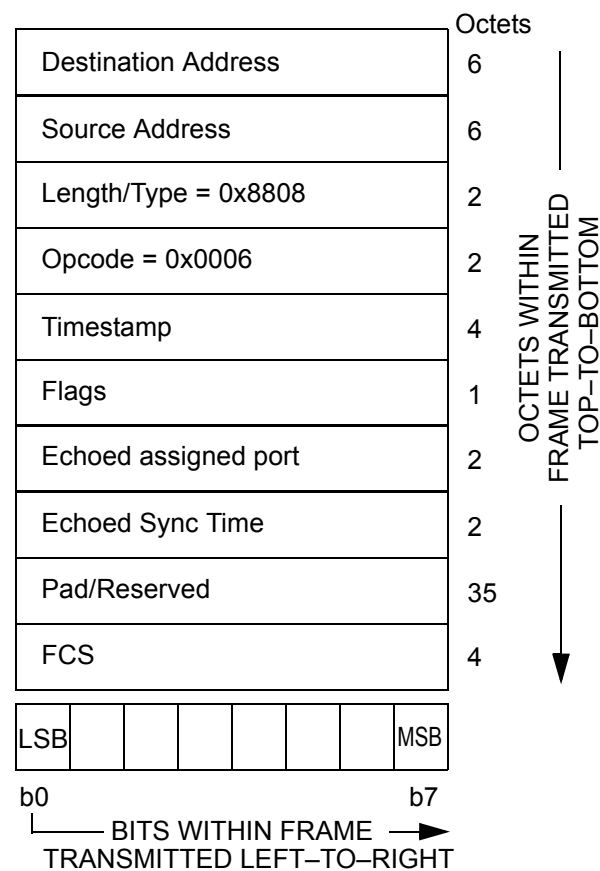 Octets
Destination Address 6
Source Address 6
Length/Type = 0x8808 2
Opcode = 0x0006 2
Timestamp 4
Flags 1
Echoed assigned port 2
Echoed Sync Time 2
Pad/Reserved 35
FCS 4
OCTETS WITHIN
FRAME TRANSMITTED
TOP–TO–BOTTOM
LSB MSB
b0 b7
BITS WITHIN FRAME
TRANSMITTED LEFT–TO–RIGHT